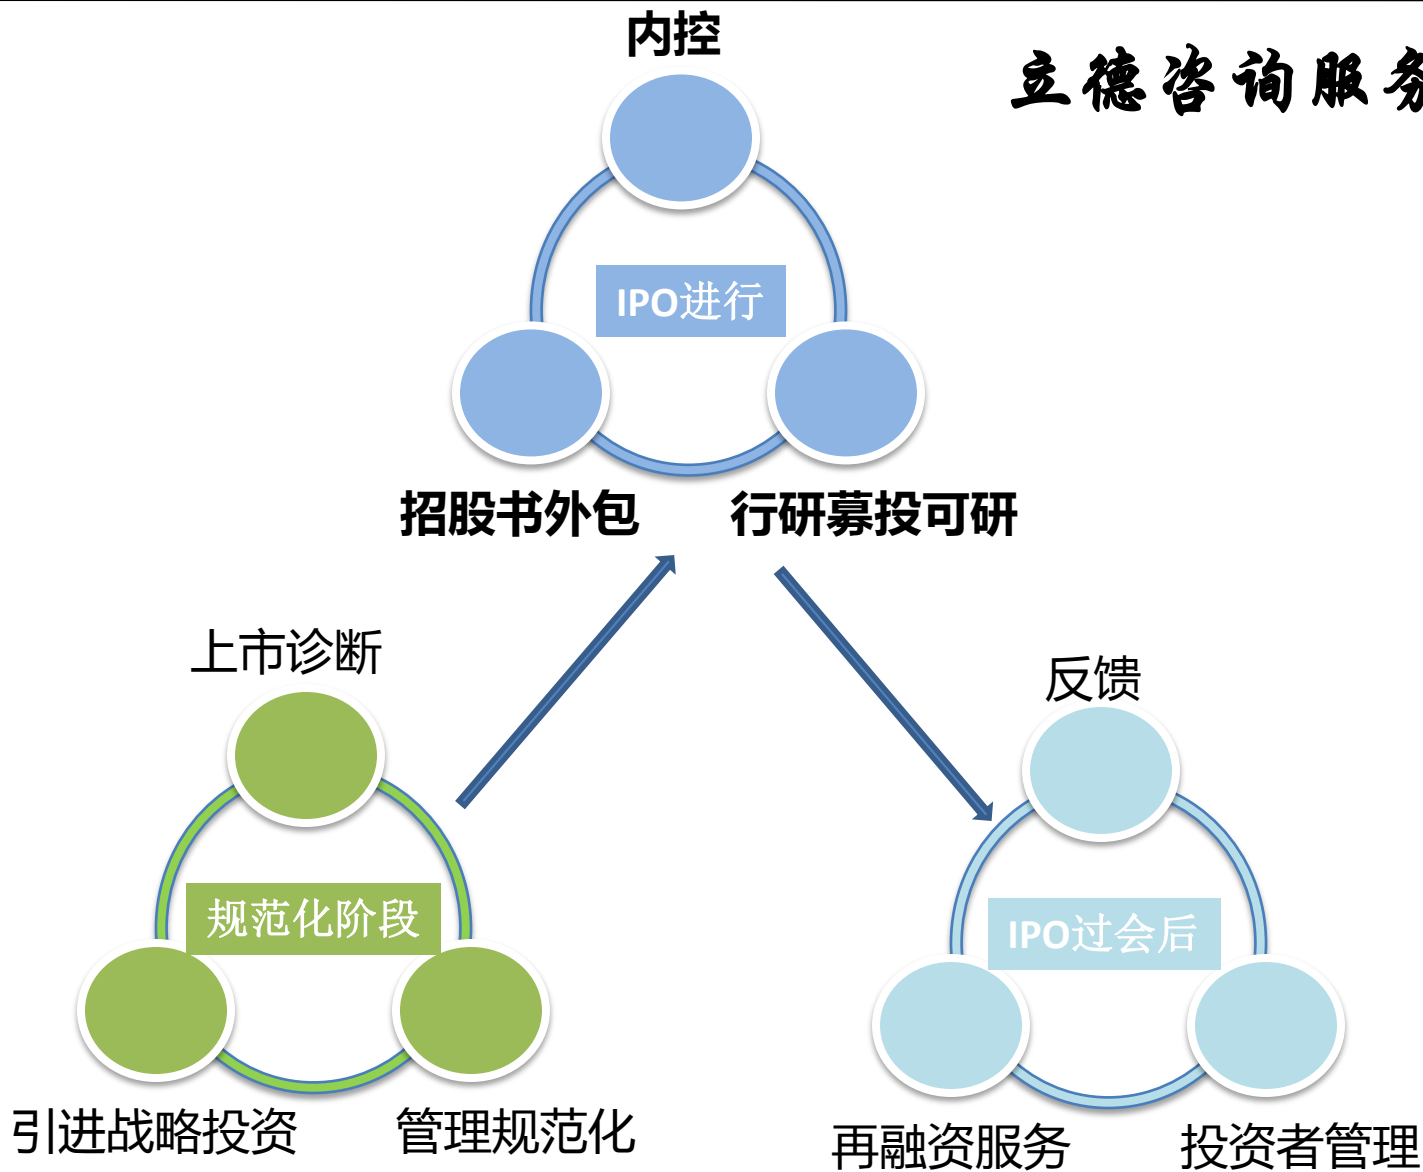 内控
立德咨询服务
IPO进行
招股书外包
行研募投可研
上市诊断
反馈
规范化阶段
IPO过会后
引进战略投资
管理规范化
再融资服务
投资者管理